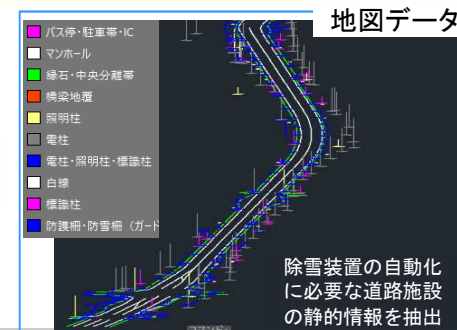 地図データ
バス停・駐車帯・IC
マンホール
縁石・中央分離帯
橋梁地覆
照明柱
電柱
電柱・照明柱・標識柱
白線
標識柱
防護柵・防雪柵（ガード
除雪装置の自動化
に必要な道路施設
の静的情報を抽出